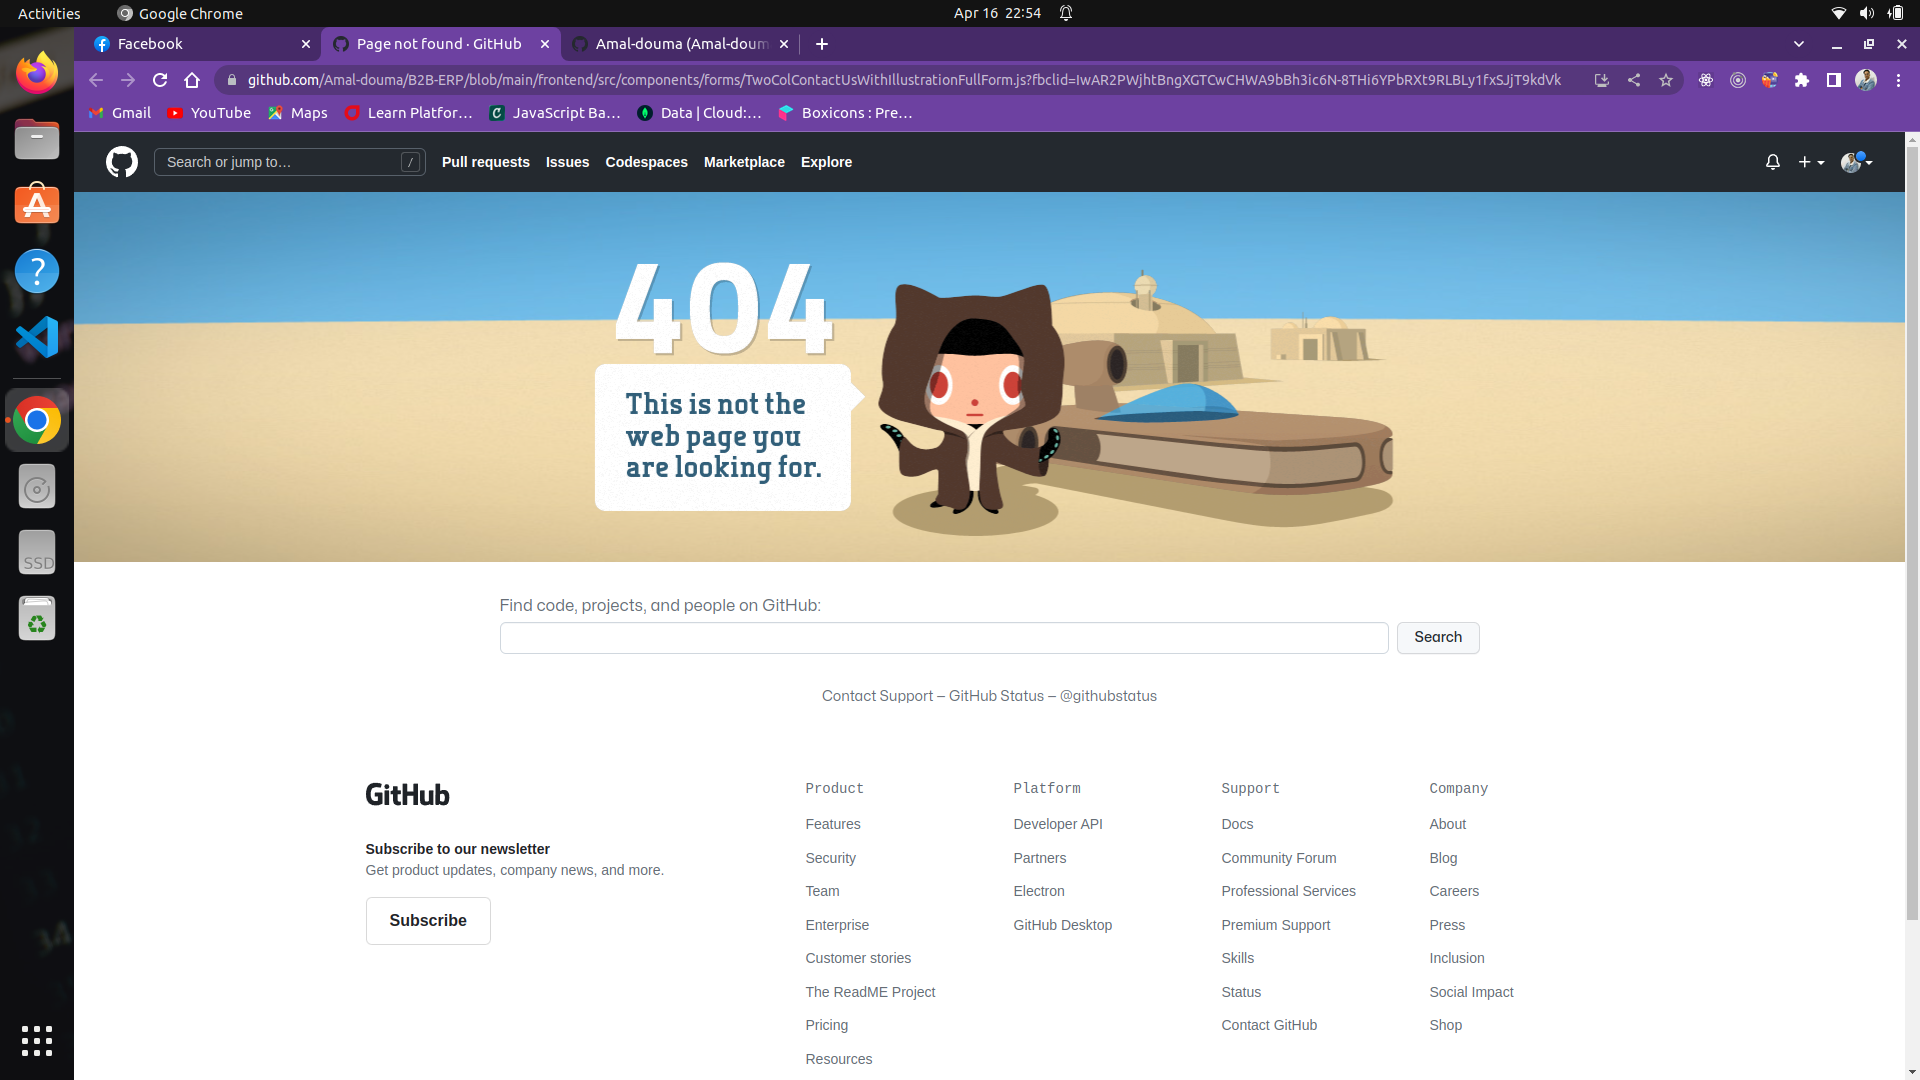 Activities
Google Chrome
Apr 16 22:54
Facebook
Page not found · GitHub
Amal-douma (Amal-doum
github.com/Amal-douma/B2B-ERP/blob/main/frontend/src/components/forms/TwoColContactUsWithIllustrationFullForm.js?fbclid=IwAR2PWjhtBngXGTCwCHWA9bBh3ic6N-8THi6YPbRXt9RLBLy1fxSJjT9kdVk
Gmail
YouTube
Maps
Learn Platfor…
JavaScript Ba…
Data | Cloud:…
Boxicons : Pre…
Search or jump to…
/
Pull requests
Issues
Codespaces
Marketplace
Explore
404
This is not the
web page you
are looking for.
Find code, projects, and people on GitHub:
Search
Contact Support — GitHub Status — @githubstatus
GitHub
Subscribe to our newsletter
Get product updates, company news, and more.
Subscribe
Product
Features
Security
Team
Enterprise
Customer stories
The ReadME Project
Pricing
Resources
Platform
Developer API
Partners
Electron
GitHub Desktop
Support
Docs
Community Forum
Professional Services
Premium Support
Skills
Status
Contact GitHub
Company
About
Blog
Careers
Press
Inclusion
Social Impact
Shop
SSD
34